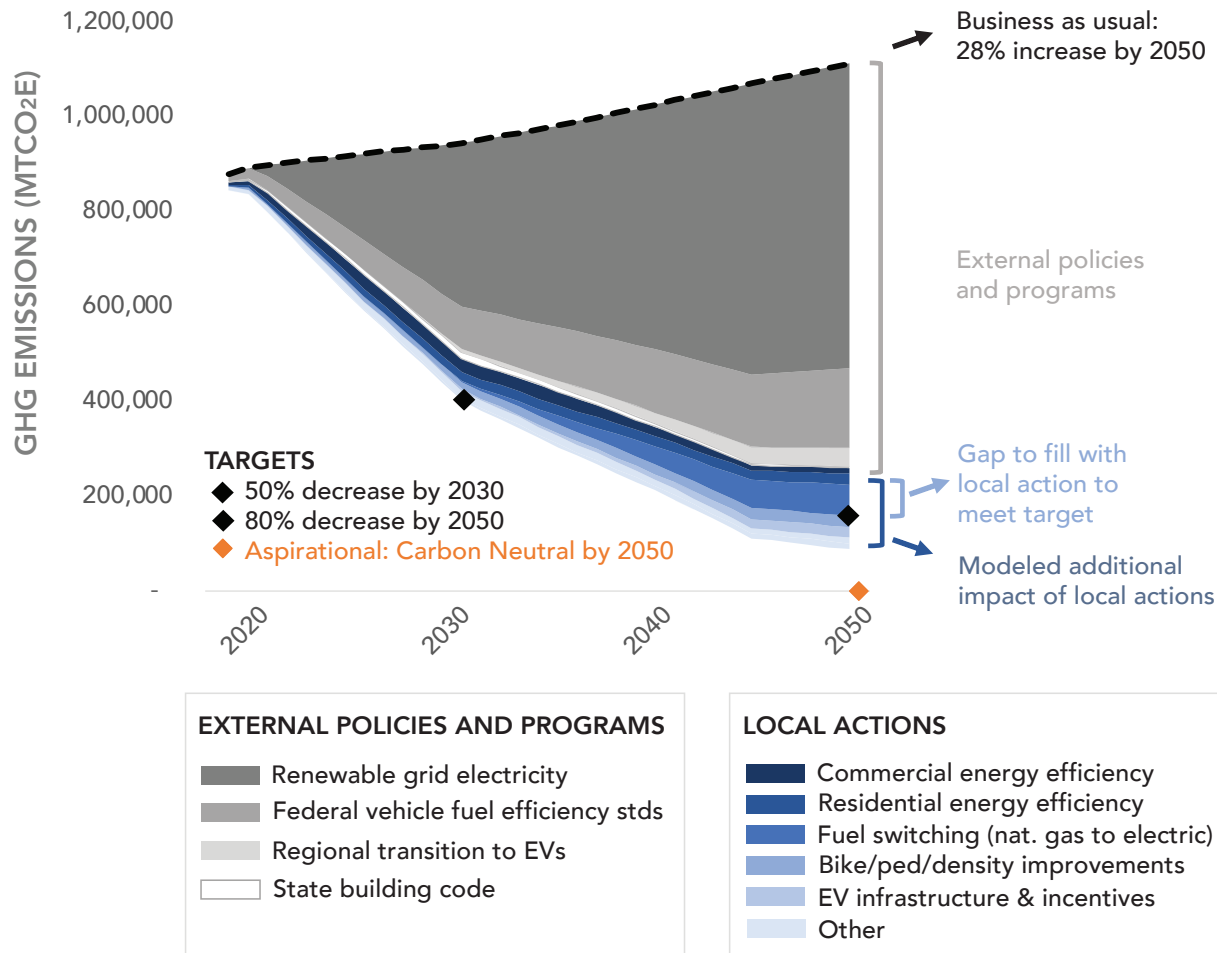 GHG EMISSIONS (MTCO2E)
1,200,000
1,000,000
800,000
600,000
400,000
200,000
-
Business as usual:
28% increase by 2050
External policies
and programs
Gap to fill with
local action to
meet target
Modeled additional
impact of local actions
TARGETS
50% decrease by 2030
80% decrease by 2050
Aspirational: Carbon Neutral by 2050
2020
2030
2040
2050
EXTERNAL POLICIES AND PROGRAMS
Renewable grid electricity
Federal vehicle fuel efficiency stds
Regional transition to EVs
State building code
LOCAL ACTIONS
Commercial energy efficiency
Residential energy efficiency
Fuel switching (nat. gas to electric)
Bike/ped/density improvements
EV infrastructure & incentives
Other